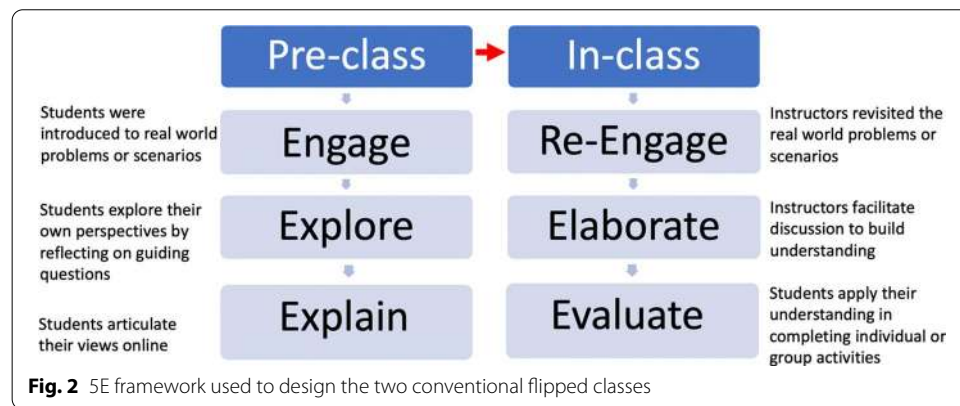 Pre-class
In-class
Students were
introduced to real world
problems or scenarios
Engage
Re-Engage
Instructors revisited the
real world problems or
scenarios
Students explore their
own perspectives by
reflecting on guiding
questions
Explore
Elaborate
Instructors facilitate
discussion to build
understanding
Students articulate
their views online
Explain
Evaluate
Students apply their
understanding in
completing individual or
group activities
Fig. 2 5E framework used to design the two conventional flipped classes